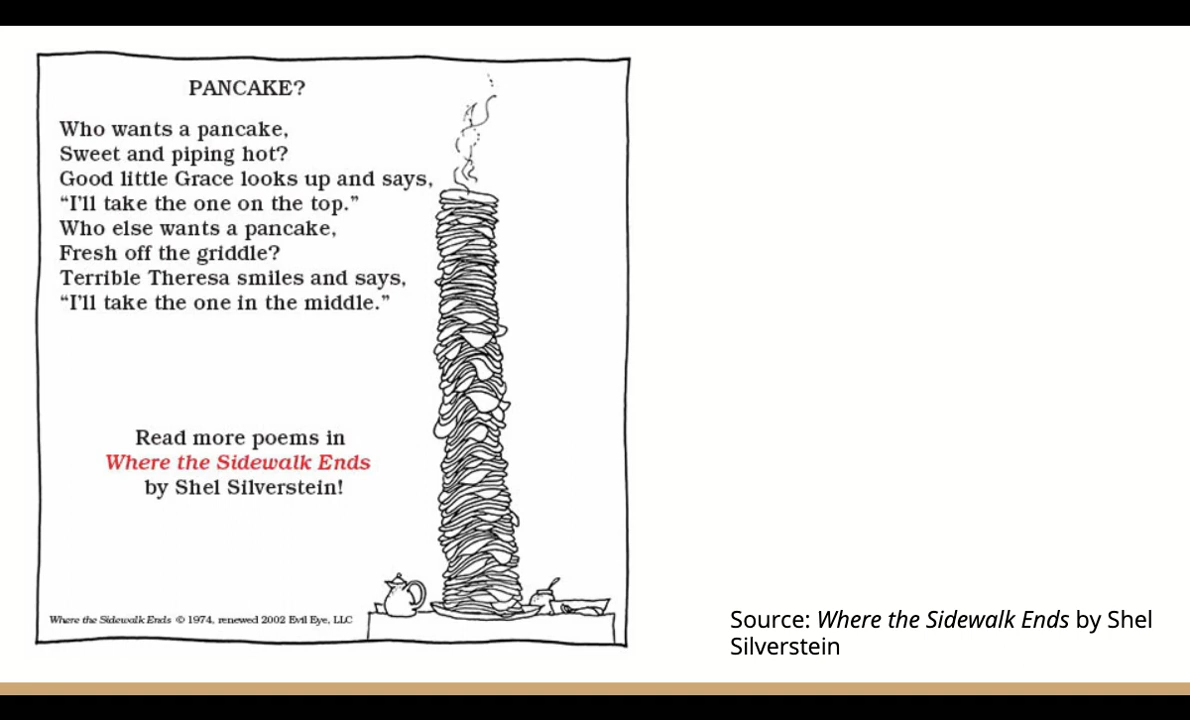 PANCAKE?
Who wants a pancake,
Sweet and piping hot?
Good little Grace looks up and says,
“I’ll take the one on the top.”
Who else wants a pancake,
Fresh off the griddle?
Terrible Theresa smiles and says,
“I’ll take the one in the middle.”
Read more poems in
Where the Sidewalk Ends
by Shel Silverstein!
Where the Sidewalk Ends © 1974, renewed 2002 Evil Eye, LLC
Source: Where the Sidewalk Ends by Shel
Silverstein